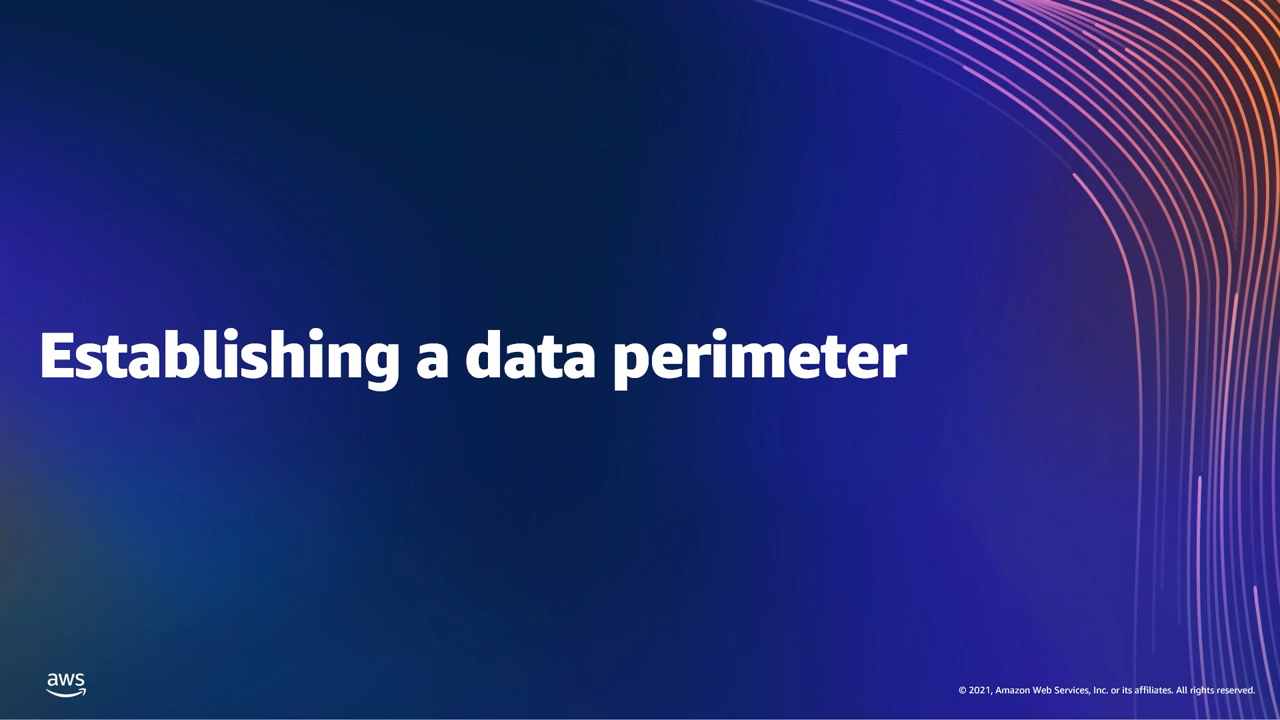 Establishing a data perimeter
aws
© 2021, Amazon Web Services, Inc. or its affiliates. All rights reserved.